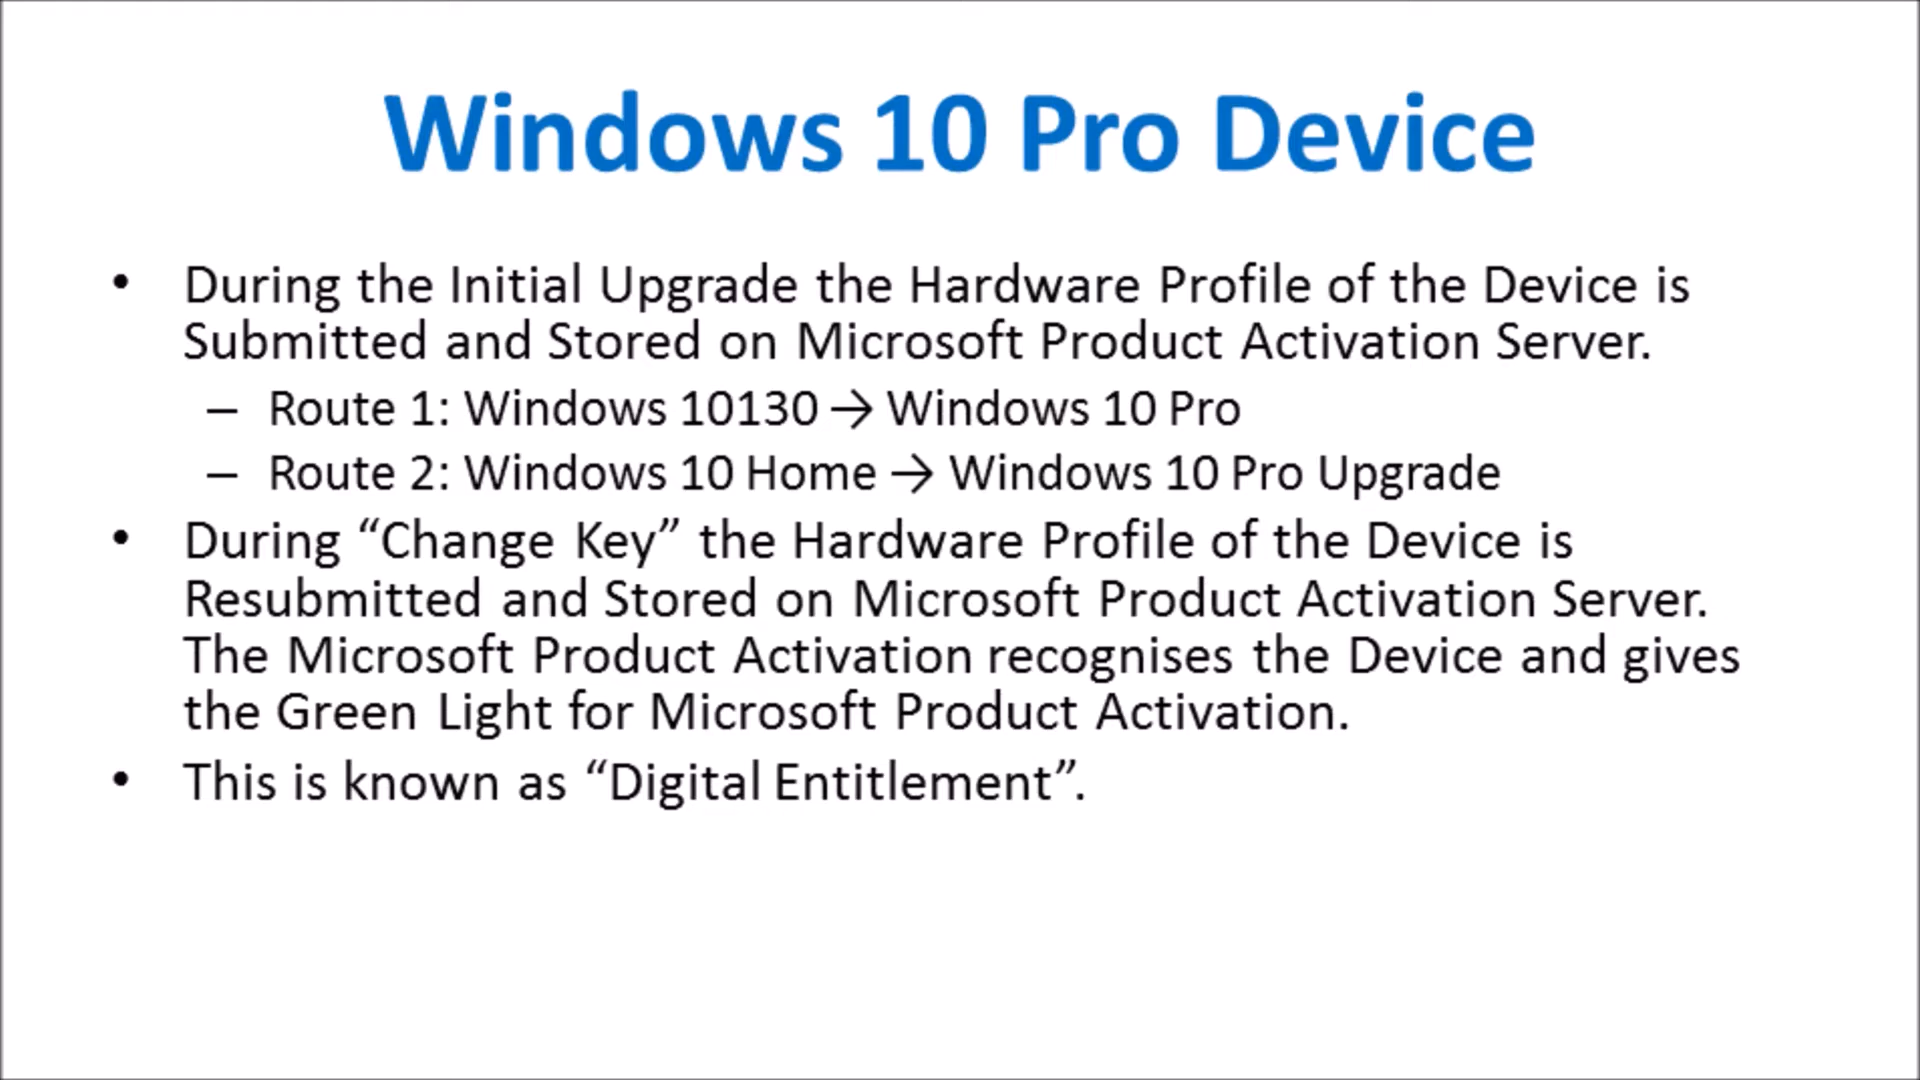 Windows 10 Pro Device
• During the Initial Upgrade the Hardware Profile of the Device is
Submitted and Stored on Microsoft Product Activation Server.
– Route 1: Windows 10130 → Windows 10 Pro
– Route 2: Windows 10 Home → Windows 10 Pro Upgrade
• During “Change Key” the Hardware Profile of the Device is
Resubmitted and Stored on Microsoft Product Activation Server.
The Microsoft Product Activation recognises the Device and gives
the Green Light for Microsoft Product Activation.
• This is known as “Digital Entitlement”.